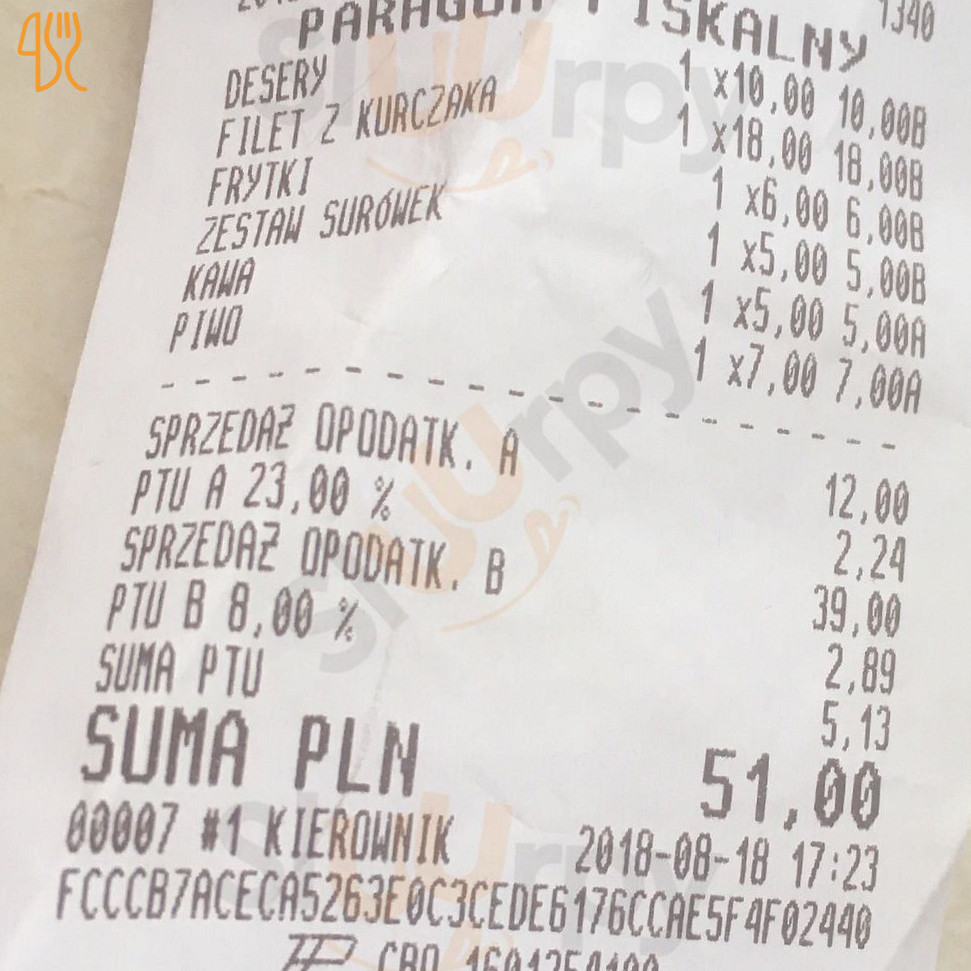 1340
PARAGON FISKALNY
DESERY 1 x10,00 10,00B
FILET Z KURCZAKA 1 x18,00 18,00B
FRYTKI 1 x6,00 6,00B
ZESTAW SURÓWEK 1 x5,00 5,00B
KAWA 1 x5,00 5,00A
PIWO 1 x7,00 7,00A
SPRZEDAŻ OPODATK. A 12,00
PTU A 23,00 % 2,24
SPRZEDAŻ OPODATK. B 39,00
PTU B 8,00 % 2,89
SUMA PTU 5,13
SUMA PLN 51,00
00007 #1 KIEROWNIK 2018-08-18 17:23
FCCCB7ACECA5263E0C3CEDE6176CCAE5F4F02440
Sluurpy
Sluurpy